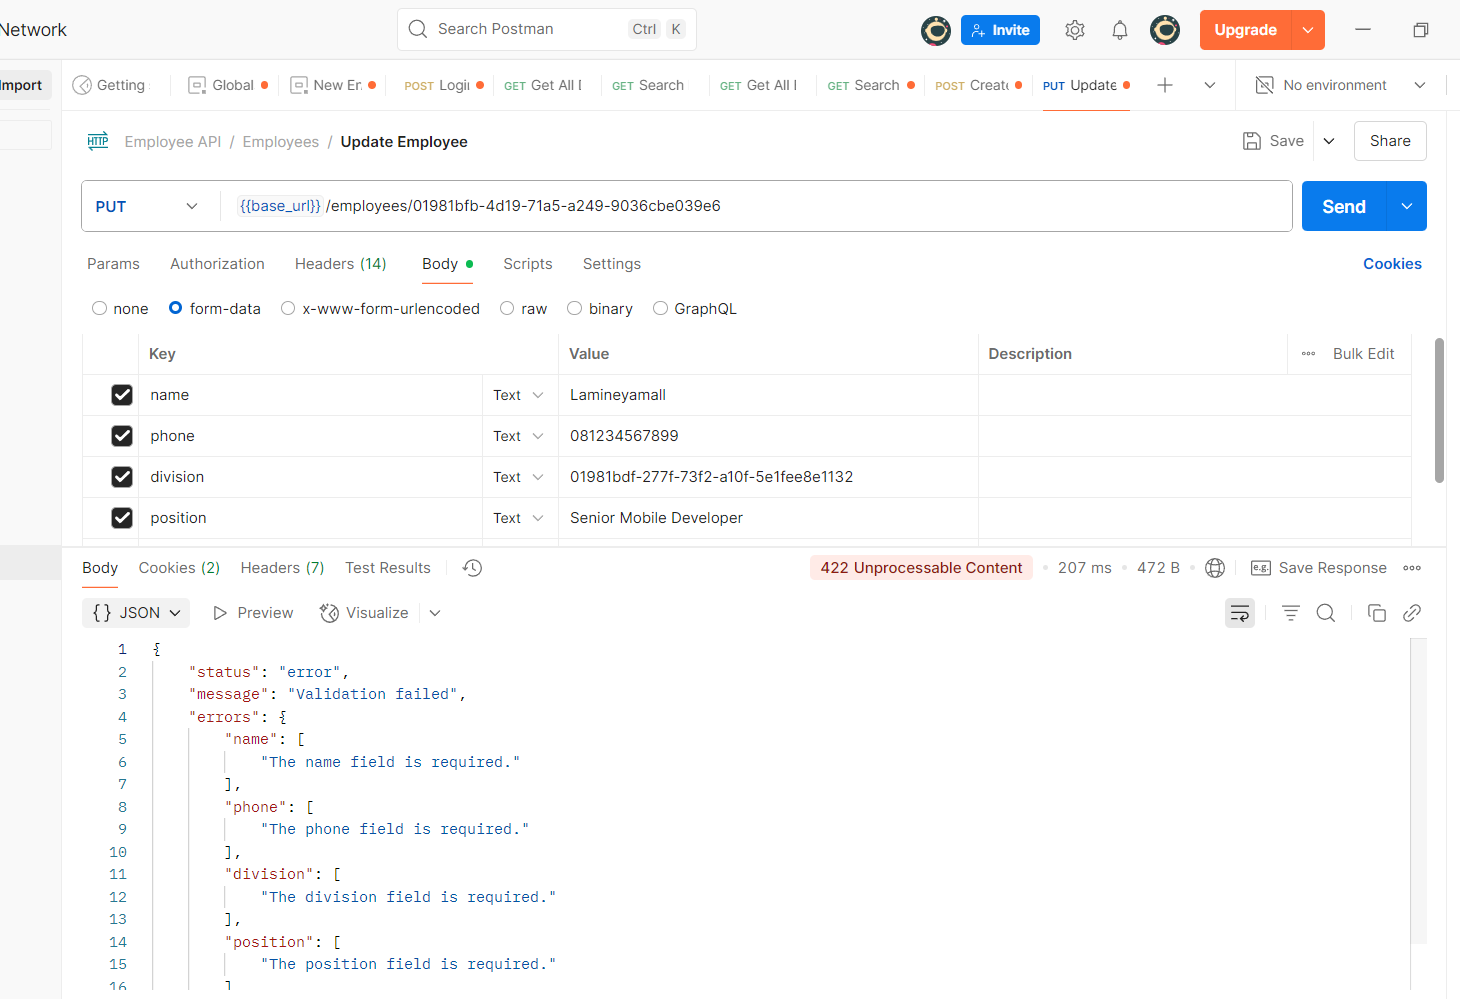 Network
Search Postman
Ctrl K
Invite
Upgrade
Import
Getting
Global
New En
POST Login
GET Get All D
GET Search
GET Get All D
GET Search
POST Create
PUT Update
No environment
HTTP Employee API / Employees / Update Employee
Save
Share
PUT
{{base_url}}/employees/01981bfb-4d19-71a5-a249-9036cbe039e6
Send
Params Authorization Headers (14) Body Scripts Settings
Cookies
none form-data x-www-form-urlencoded raw binary GraphQL
Key Value Description Bulk Edit
name Text Lamineyamall
phone Text 081234567899
division Text 01981bdf-277f-73f2-a10f-5e1fee8e1132
position Text Senior Mobile Developer
Body Cookies (2) Headers (7) Test Results
422 Unprocessable Content • 207 ms • 472 B
e.g. Save Response
{} JSON Preview Visualize
1 {
2 "status": "error",
3 "message": "Validation failed",
4 "errors": {
5 "name": [
6 "The name field is required."
7 ],
8 "phone": [
9 "The phone field is required."
10 ],
11 "division": [
12 "The division field is required."
13 ],
14 "position": [
15 "The position field is required."
16 ]